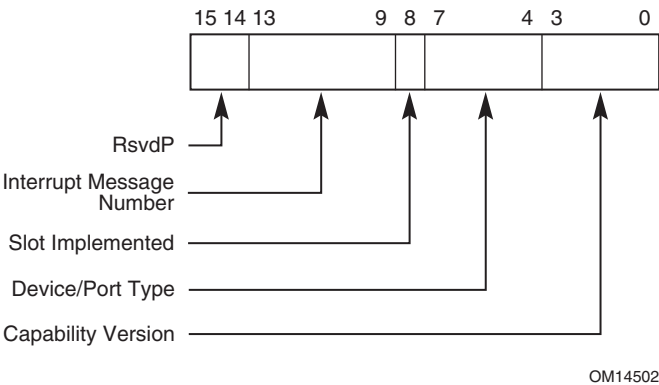 15 14 13 9 8 7 4 3 0
RsvdP
Interrupt Message
Number
Slot Implemented
Device/Port Type
Capability Version
OM14502